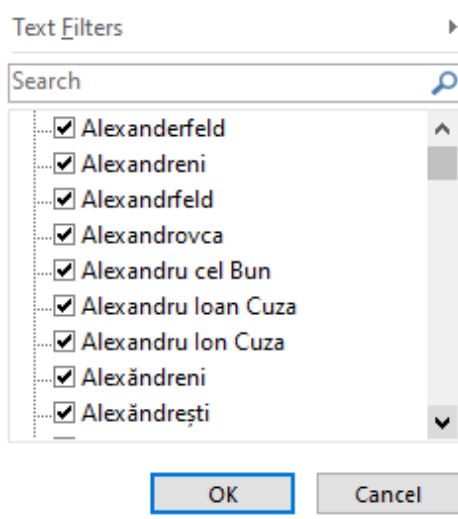 Text Filters
Search
Alexanderfeld
Alexandreni
Alexandrfeld
Alexandrovca
Alexandru cel Bun
Alexandru Ioan Cuza
Alexandru Ion Cuza
Alexăndreni
Alexăndrești
OK Cancel